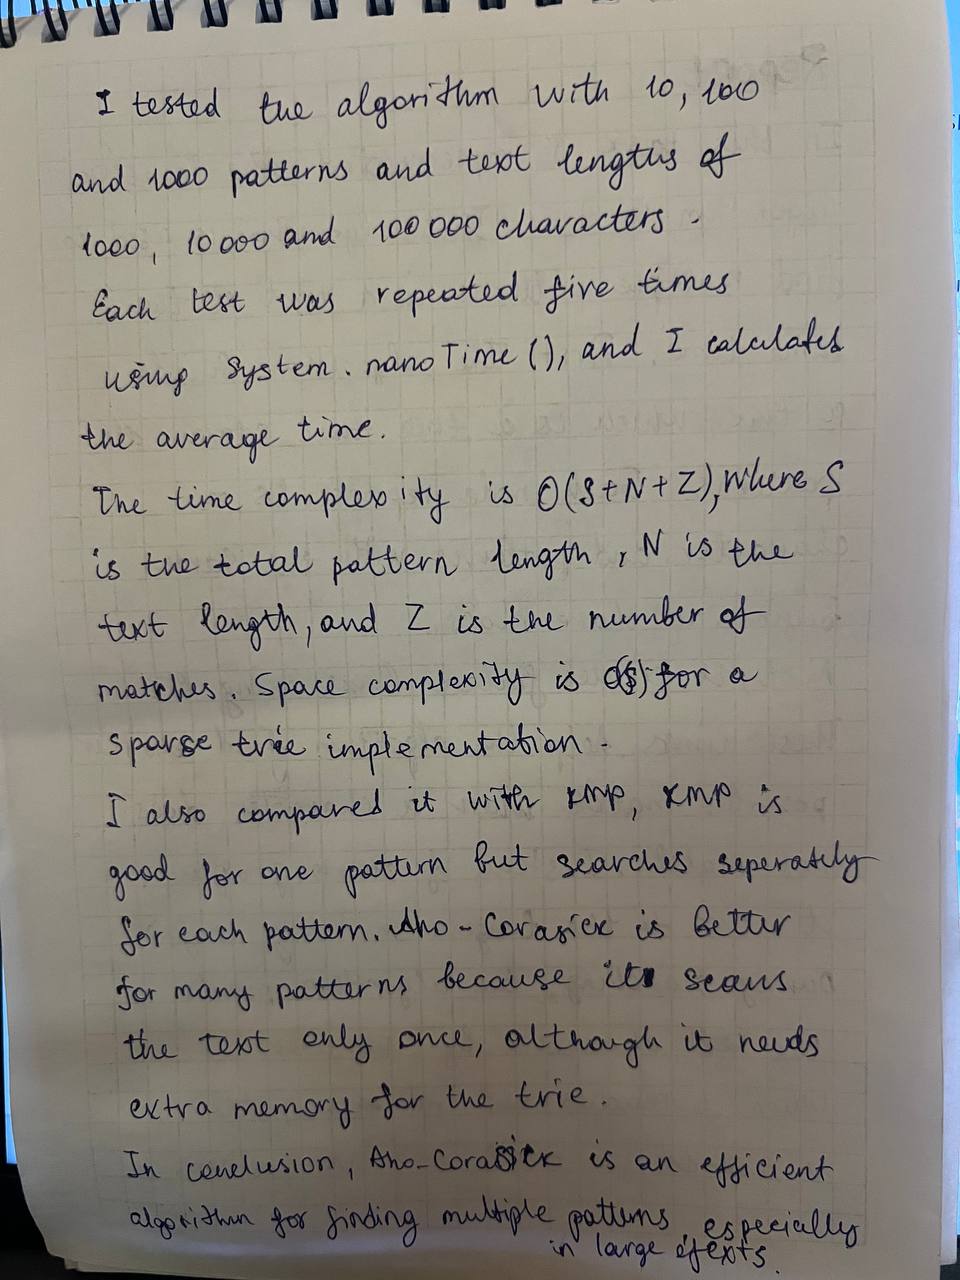 I tested the algorithm with 10, 100
and 1000 patterns and text lengths of
1000, 10 000 and 100 000 characters.
Each test was repeated five times
using System.nanoTime(), and I calculated
the average time.
The time complexity is O(S+N+Z), where S
is the total pattern length, N is the
text length, and Z is the number of
matches. Space complexity is O(S) for a
sparse trie implementation.
I also compared it with KMP, KMP is
good for one pattern but searches seperately
for each pattern. Aho-Corasick is better
for many patterns because it scans
the text only once, although it needs
extra memory for the trie.
In conclusion, Aho-Corasick is an efficient
algorithm for finding multiple patterns, especially
in large texts.